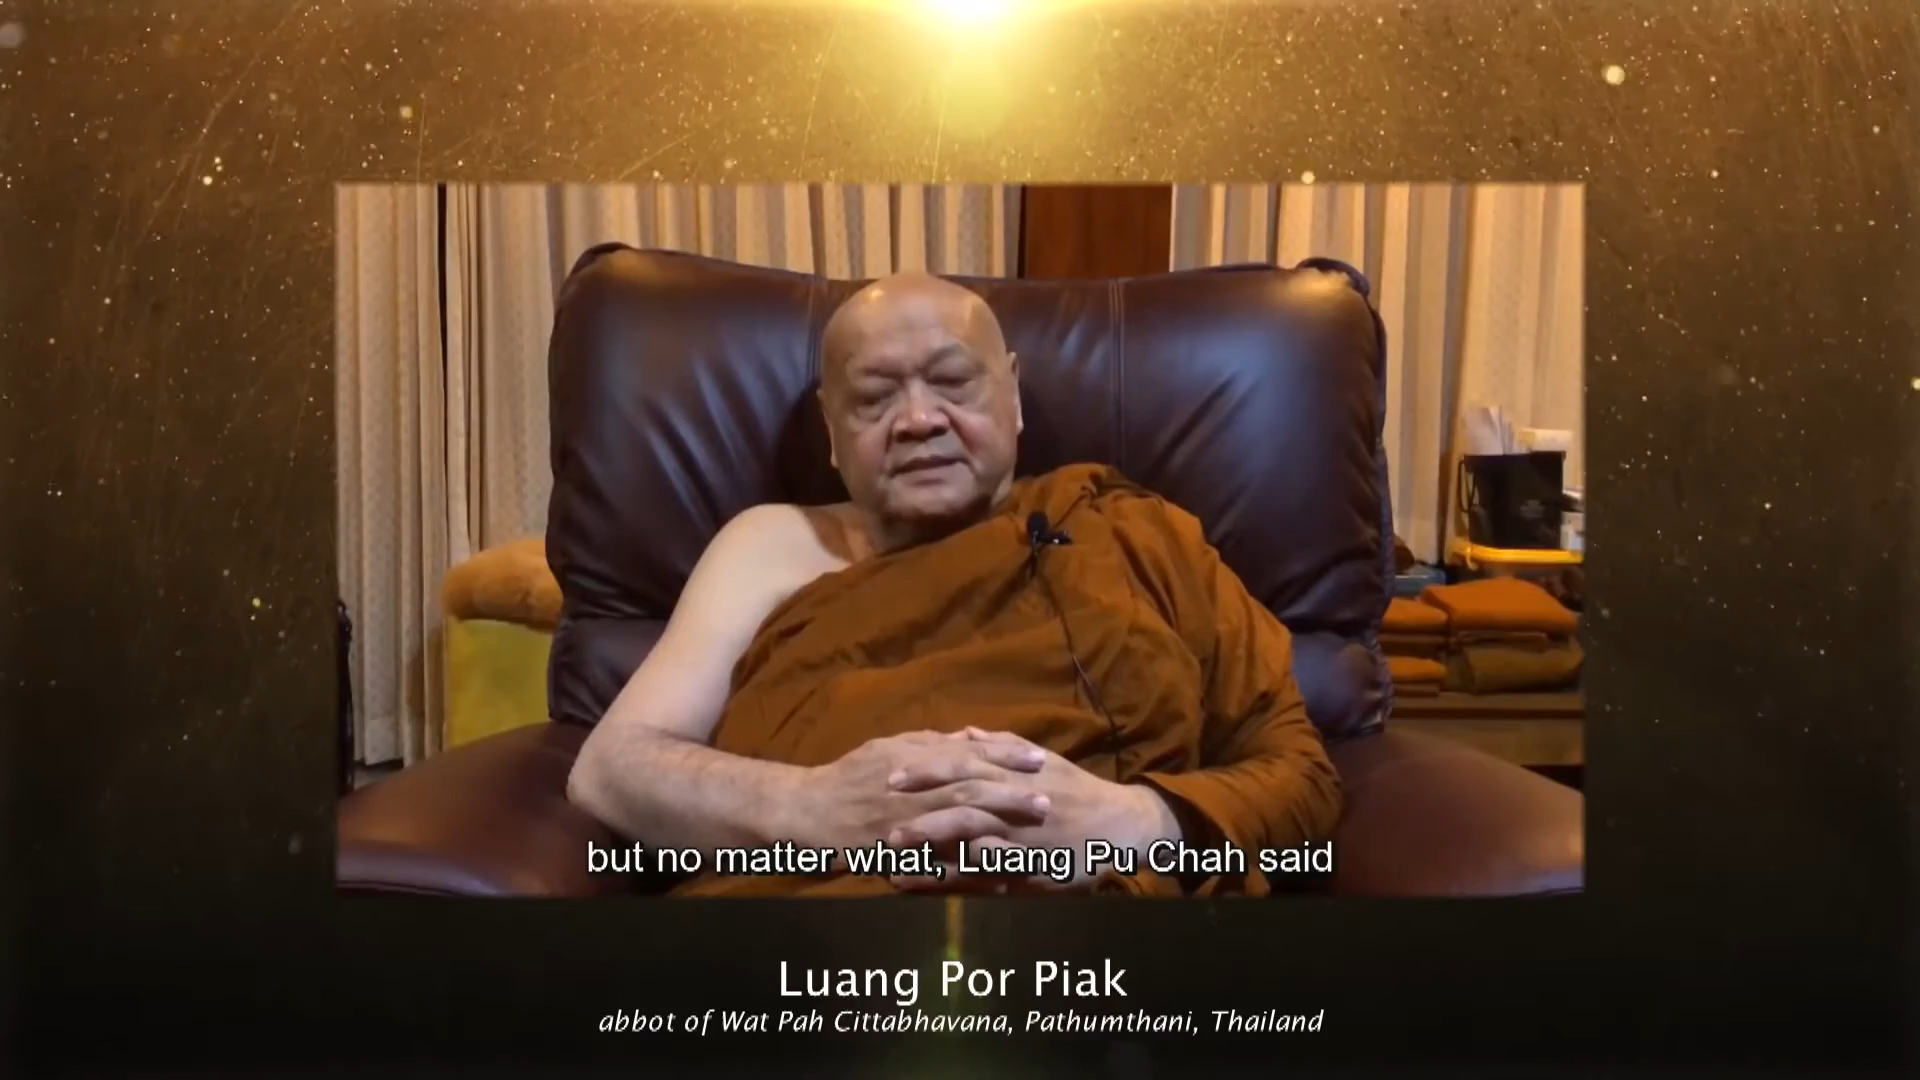 but no matter what, Luang Pu Chah said
Luang Por Piak
abbot of Wat Pah Cittabhavana, Pathumthani, Thailand